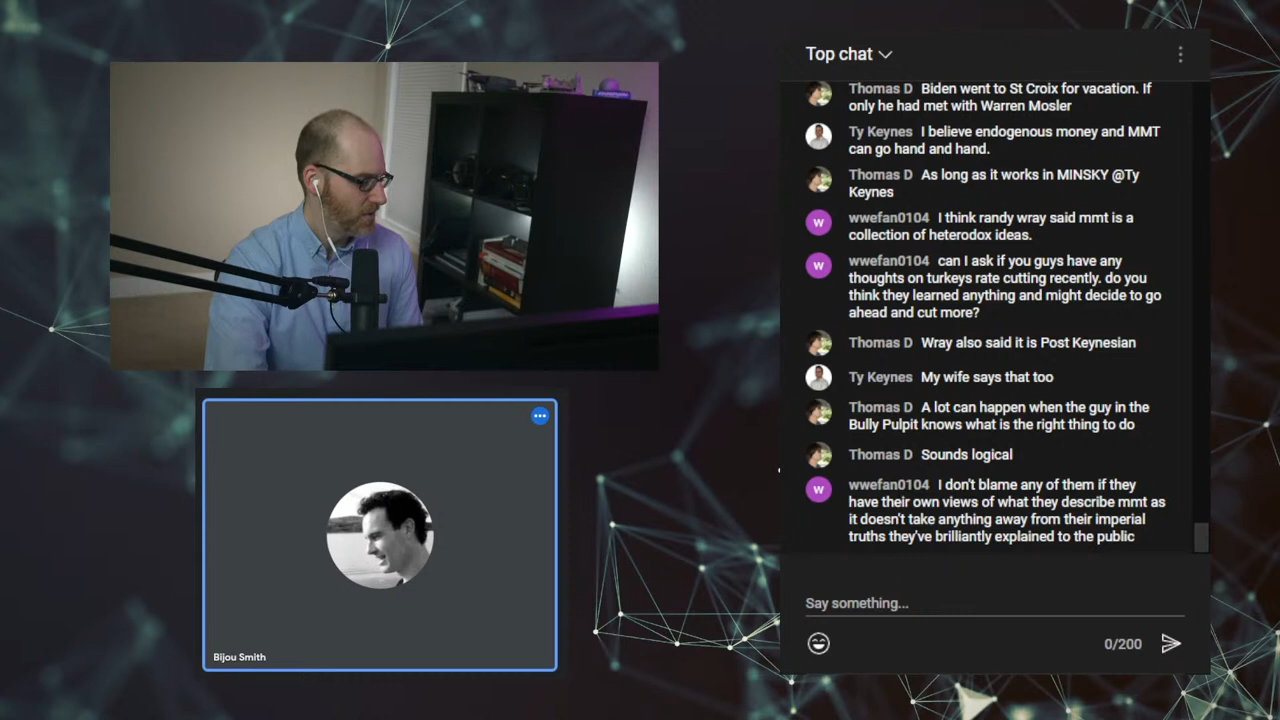 Top chat
Thomas D Biden went to St Croix for vacation. If
only he had met with Warren Mosler
Ty Keynes I believe endogenous money and MMT
can go hand and hand.
Thomas D As long as it works in MINSKY @Ty
Keynes
W
wwefan0104 I think randy wray said mmt is a
collection of heterodox ideas.
W
wwefan0104 can I ask if you guys have any
thoughts on turkeys rate cutting recently. do you
think they learned anything and might decide to go
ahead and cut more?
Thomas D Wray also said it is Post Keynesian
Ty Keynes My wife says that too
Thomas D A lot can happen when the guy in the
Bully Pulpit knows what is the right thing to do
Thomas D Sounds logical
W
wwefan0104 I don't blame any of them if they
have their own views of what they describe mmt as
it doesn't take anything away from their imperial
truths they've brilliantly explained to the public
Say something...
0/200
Bijou Smith